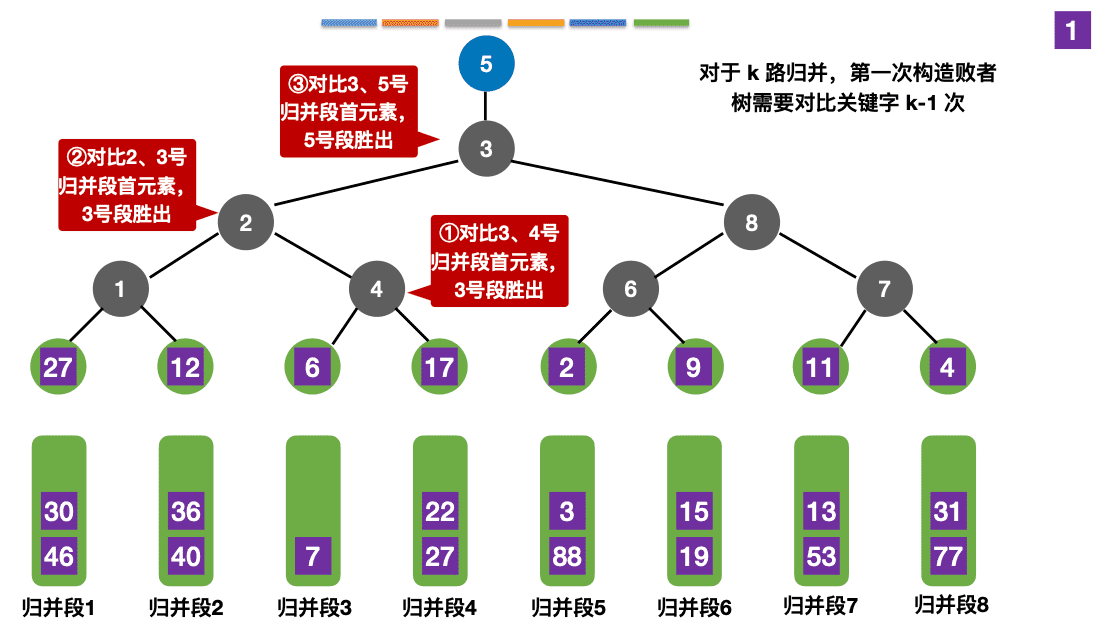 1
5
对于 k 路归并，第一次构造败者
树需要对比关键字 k-1 次
③对比3、5号
归并段首元素，
5号段胜出
3
②对比2、3号
归并段首元素，
3号段胜出
2
8
①对比3、4号
归并段首元素，
3号段胜出
1
4
6
7
27 12 6 17 2 9 11 4
30 36 22 3 15 13 31
46 40 7 27 88 19 53 77
归并段1 归并段2 归并段3 归并段4 归并段5 归并段6 归并段7 归并段8